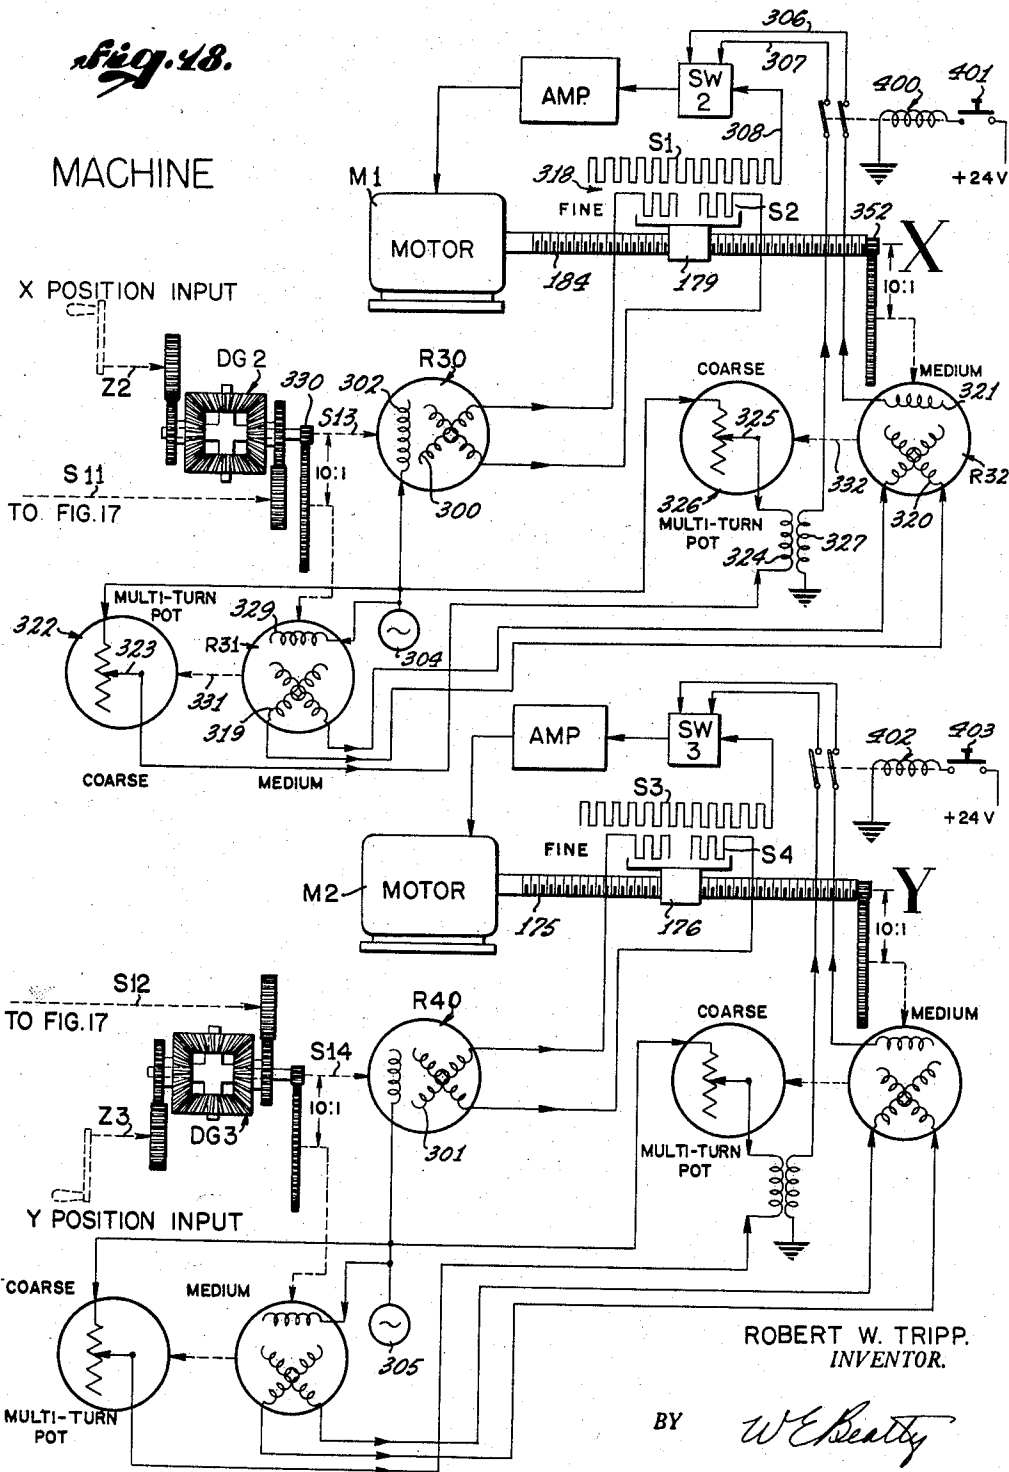 Fig. 18.
306
307
SW 2
AMP.
400
401
308
+24V
MACHINE
S1
318
FINE
S2
M1
MOTOR
352
X
184
179
10:1
X POSITION INPUT
Z2
DG2
330
302
R30
S13
COARSE
MEDIUM
321
325
10:1
S11
TO FIG.17
300
326
332
R32
320
MULTI-TURN POT
324
327
MULTI-TURN POT
322
323
329
R31
304
331
319
COARSE
MEDIUM
AMP
SW 3
402
403
+24V
S3
FINE
S4
M2
MOTOR
Y
175
176
10:1
S12
TO FIG.17
R40
S14
COARSE
MEDIUM
10:1
Z3
DG3
301
MULTI-TURN POT
Y POSITION INPUT
COARSE
MEDIUM
305
MULTI-TURN POT
ROBERT W. TRIPP.
INVENTOR.
BY W E Beatty